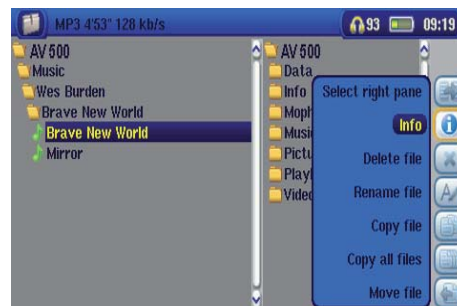 MP3 4'53" 128 kb/s
93
09:19
AV 500
Music
Wes Burden
Brave New World
Brave New World
Mirror
AV 500
Data
Info
Moph
Musi
Pictu
Playl
Video
Select right pane
Info
Delete file
Rename file
Copy file
Copy all files
Move file